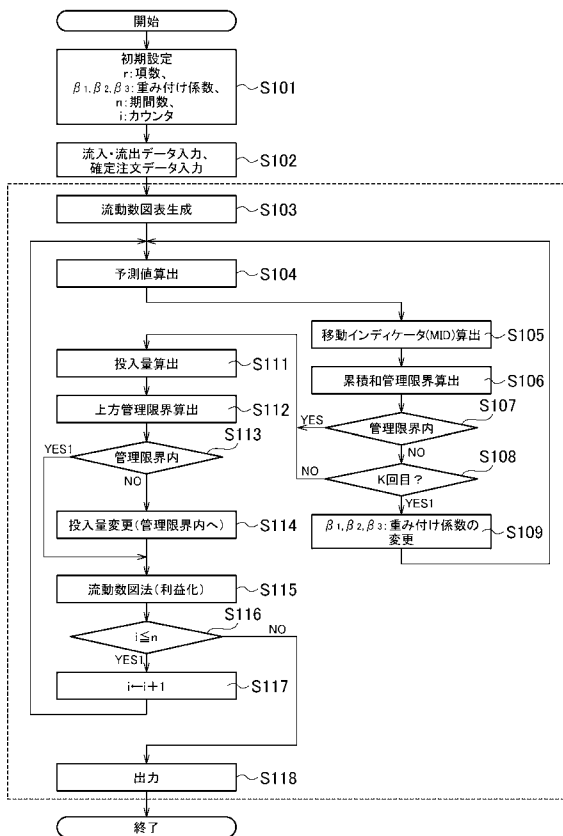 開始
初期設定
r:項数、
β1,β2,β3:重み付け係数、
n:期間数、
i:カウンタ
S101
流入・流出データ入力、
確定注文データ入力
S102
流動数図表生成
S103
予測値算出
S104
移動インディケータ(MID)算出
S105
累積和管理限界算出
S106
管理限界内
S107
YES
NO
K回目?
S108
NO
YES1
β1,β2,β3:重み付け係数の
変更
S109
投入量算出
S111
上方管理限界算出
S112
管理限界内
S113
YES1
NO
投入量変更(管理限界内へ)
S114
流動数図法(利益化)
S115
i≦n
S116
NO
YES1
i←i+1
S117
出力
S118
終了